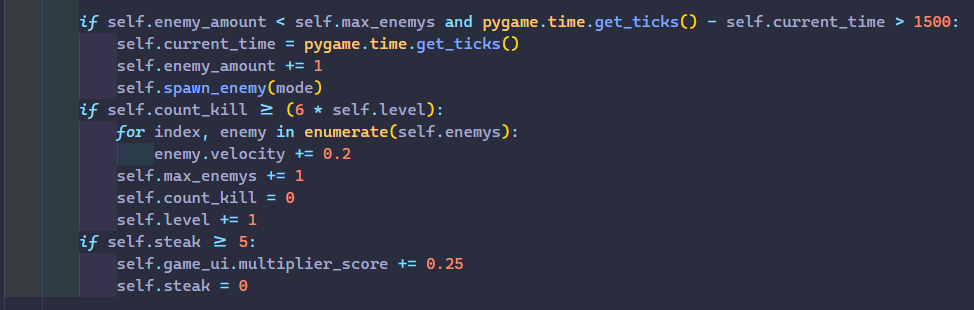 if self.enemy_amount < self.max_enemys and pygame.time.get_ticks() - self.current_time > 1500:
self.current_time = pygame.time.get_ticks()
self.enemy_amount += 1
self.spawn_enemy(mode)
if self.count_kill ≥ (6 * self.level):
for index, enemy in enumerate(self.enemys):
enemy.velocity += 0.2
self.max_enemys += 1
self.count_kill = 0
self.level += 1
if self.steak ≥ 5:
self.game_ui.multiplier_score += 0.25
self.steak = 0